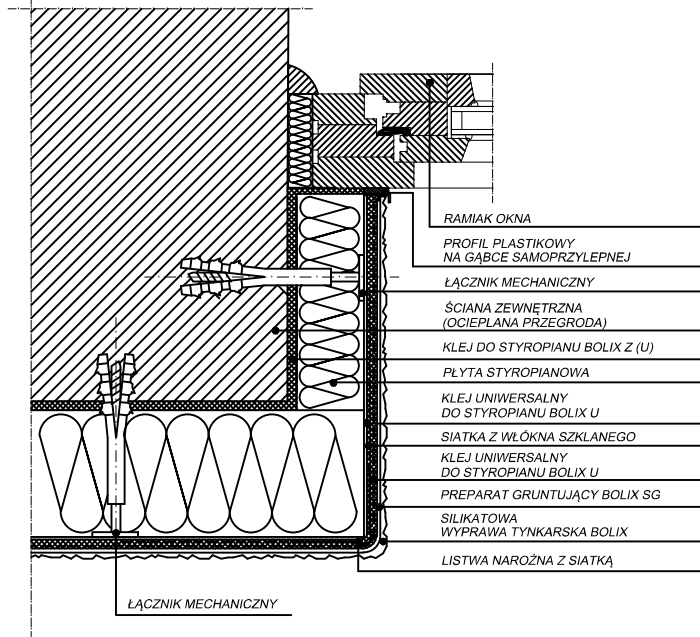 RAMIAK OKNA
PROFIL PLASTIKOWY
NA GĄBCE SAMOPRZYLEPNEJ
ŁĄCZNIK MECHANICZNY
ŚCIANA ZEWNĘTRZNA
(OCIEPLANA PRZEGRODA)
KLEJ DO STYROPIANU BOLIX Z (U)
PŁYTA STYROPIANOWA
KLEJ UNIWERSALNY
DO STYROPIANU BOLIX U
SIATKA Z WŁÓKNA SZKLANEGO
KLEJ UNIWERSALNY
DO STYROPIANU BOLIX U
PREPARAT GRUNTUJĄCY BOLIX SG
SILIKATOWA
WYPRAWA TYNKARSKA BOLIX
LISTWA NAROŻNA Z SIATKĄ
ŁĄCZNIK MECHANICZNY